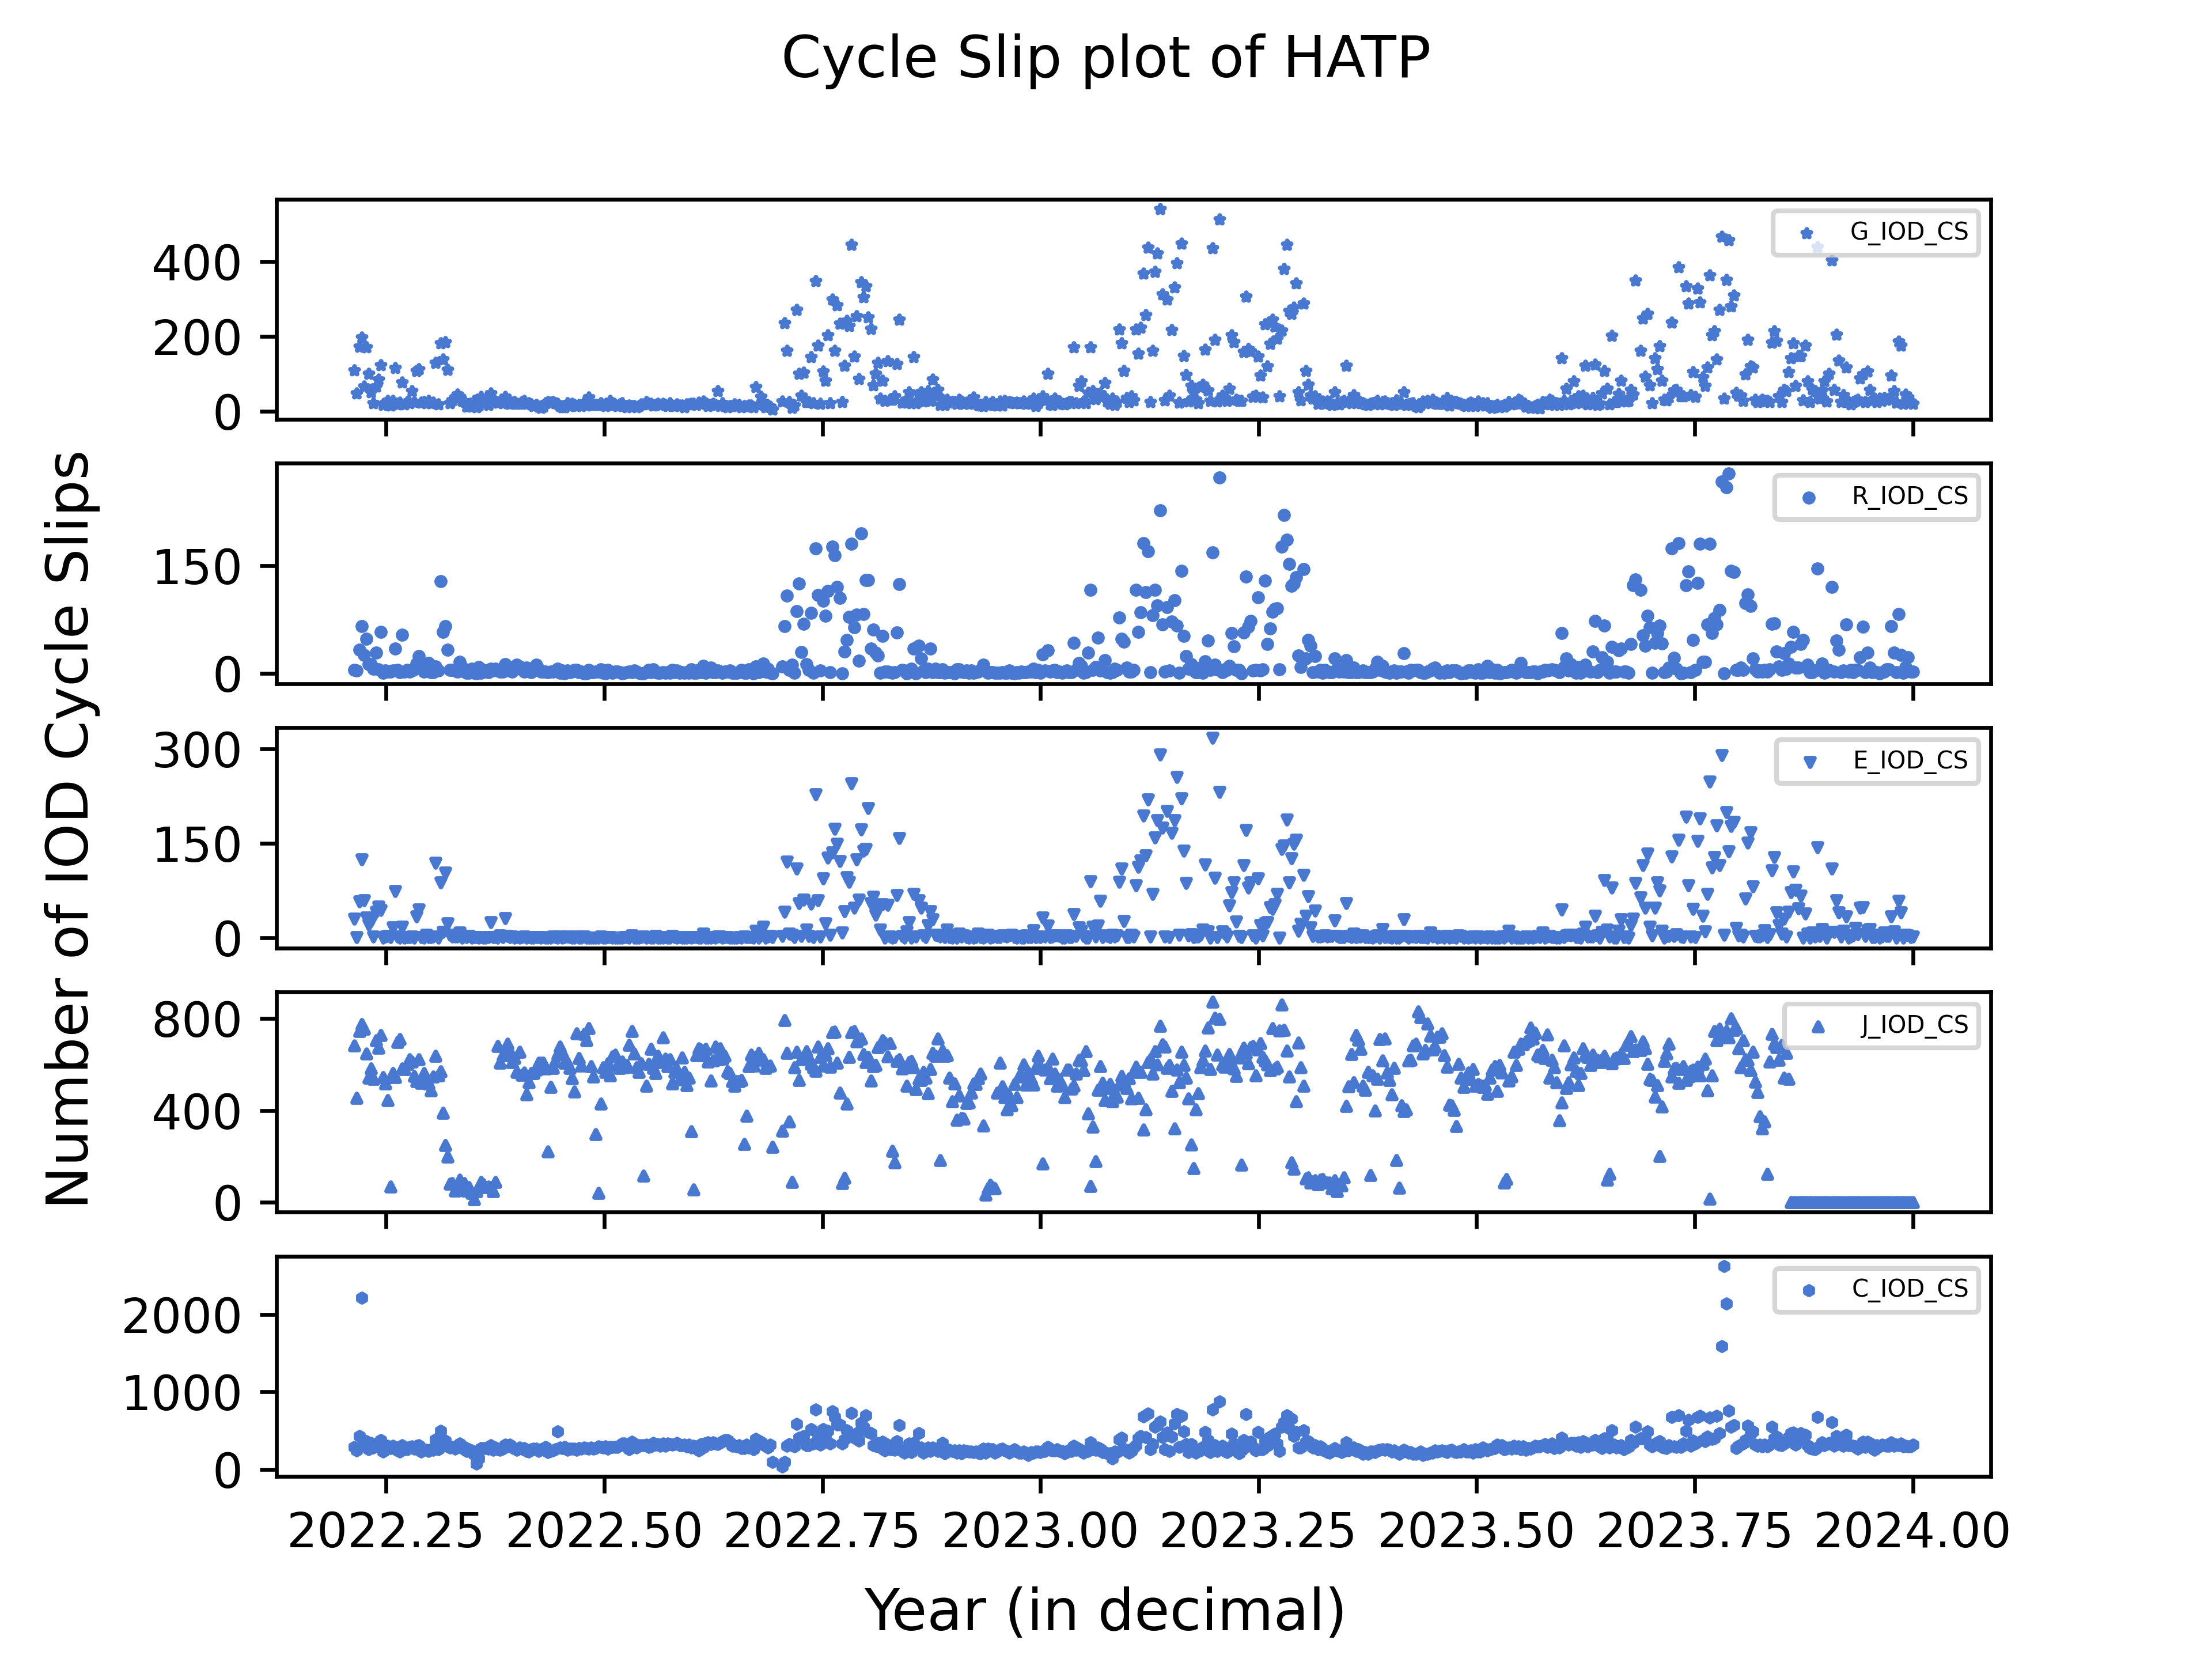 Cycle Slip plot of HATP
Number of IOD Cycle Slips
400
200
0
G_IOD_CS
150
0
R_IOD_CS
300
150
0
E_IOD_CS
800
400
0
J_IOD_CS
2000
1000
0
C_IOD_CS
2022.25 2022.50 2022.75 2023.00 2023.25 2023.50 2023.75 2024.00
Year (in decimal)